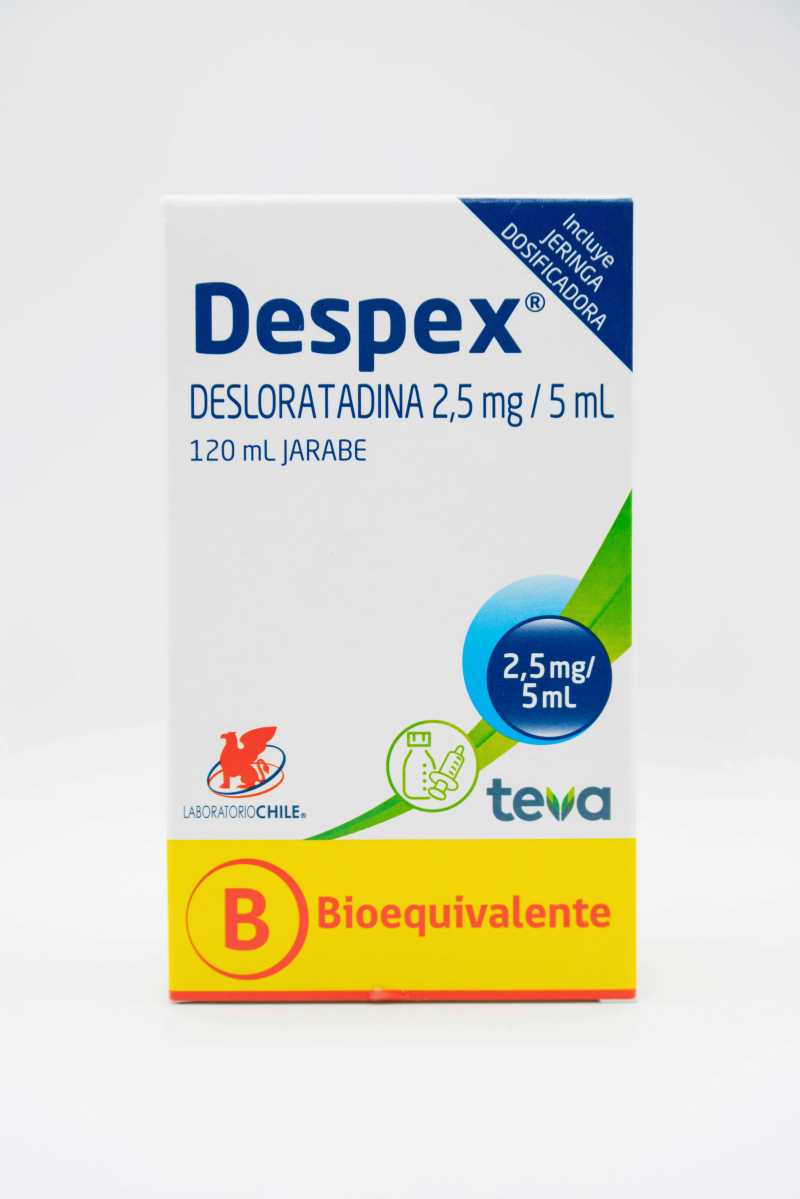 Incluye
JERINGA
DOSIFICADORA
Despex®
DESLORATADINA 2,5 mg / 5 mL
120 mL JARABE
2,5 mg/
5 mL
LABORATORIOCHILE®
teva
B Bioequivalente